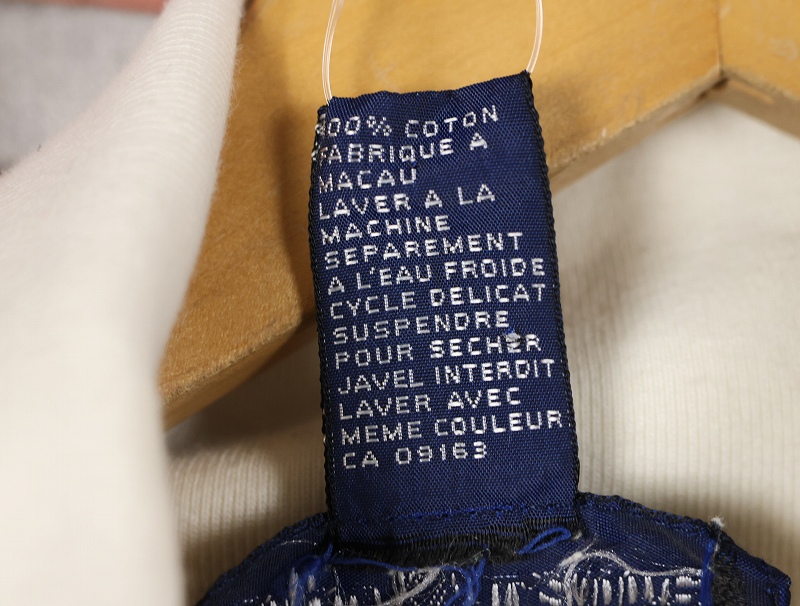 100% COTON
FABRIQUE A
MACAU
LAVER A LA
MACHINE
SEPAREMENT
A L'EAU FROIDE
CYCLE DELICAT
SUSPENDRE
POUR SECHER
JAVEL INTERDIT
LAVER AVEC
MEME COULEUR
CA 09163